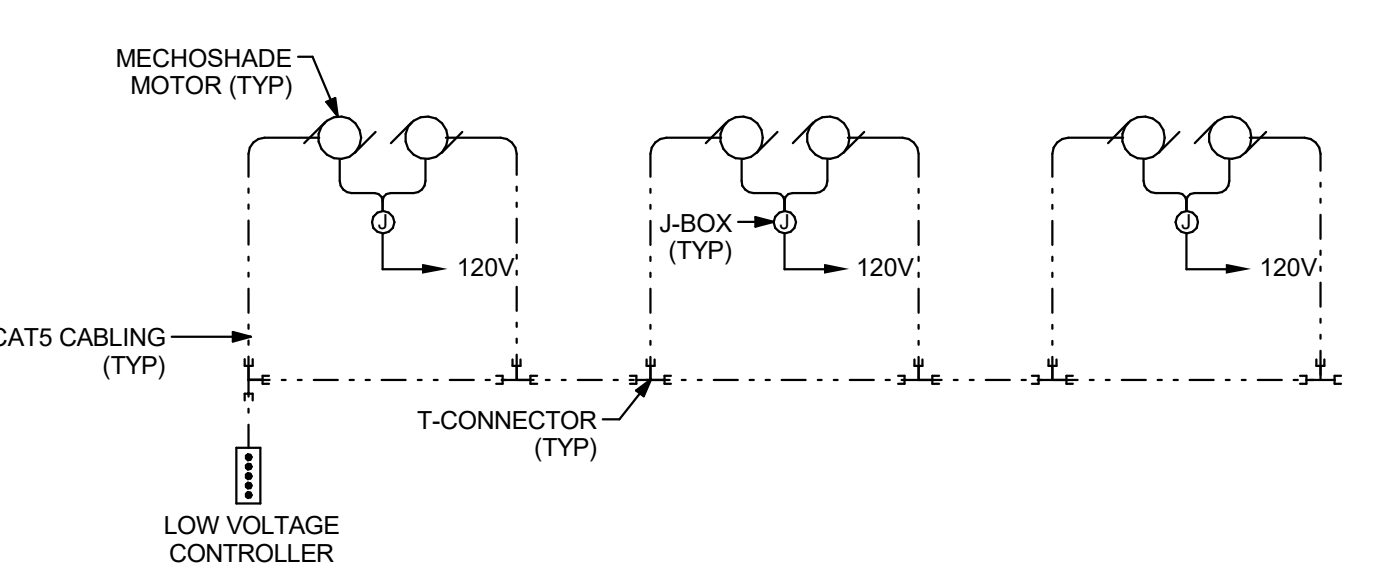 MECHOSHADE
MOTOR (TYP)
J
J-BOX
(TYP)
J
J
120V
120V
120V
CAT5 CABLING
(TYP)
T-CONNECTOR
(TYP)
LOW VOLTAGE
CONTROLLER